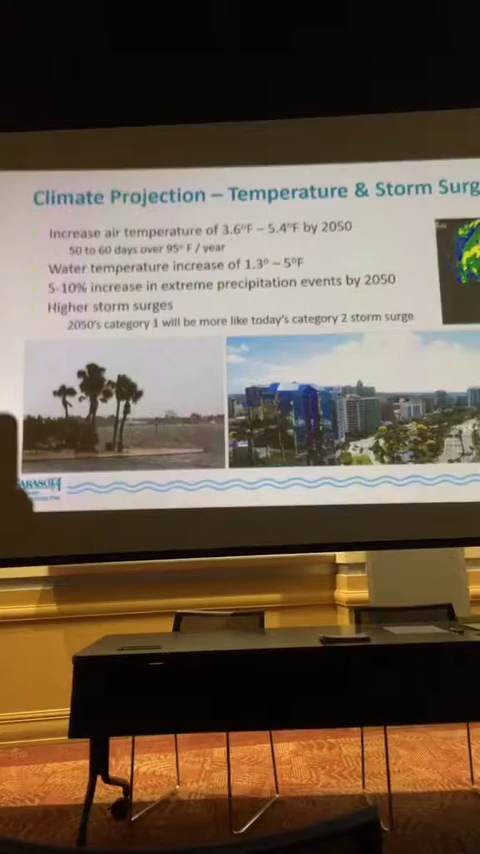 Climate Projection – Temperature & Storm Surg
Increase air temperature of 3.6°F – 5.4°F by 2050
50 to 60 days over 95° F / year
Water temperature increase of 1.3° – 5°F
5-10% increase in extreme precipitation events by 2050
Higher storm surges
2050's category 1 will be more like today's category 2 storm surge
ARASOTA